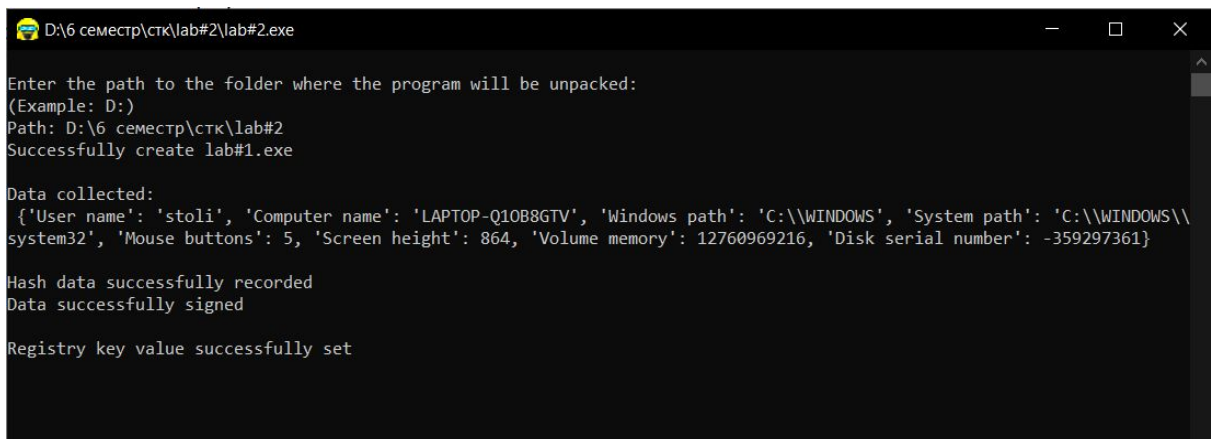 D:\6 семестр\стк\lab#2\lab#2.exe
Enter the path to the folder where the program will be unpacked:
(Example: D:)
Path: D:\6 семестр\стк\lab#2
Successfully create lab#1.exe
Data collected:
{'User name': 'stoli', 'Computer name': 'LAPTOP-Q1OB8GTV', 'Windows path': 'C:\\WINDOWS', 'System path': 'C:\\WINDOWS\\
system32', 'Mouse buttons': 5, 'Screen height': 864, 'Volume memory': 12760969216, 'Disk serial number': -359297361}
Hash data successfully recorded
Data successfully signed
Registry key value successfully set